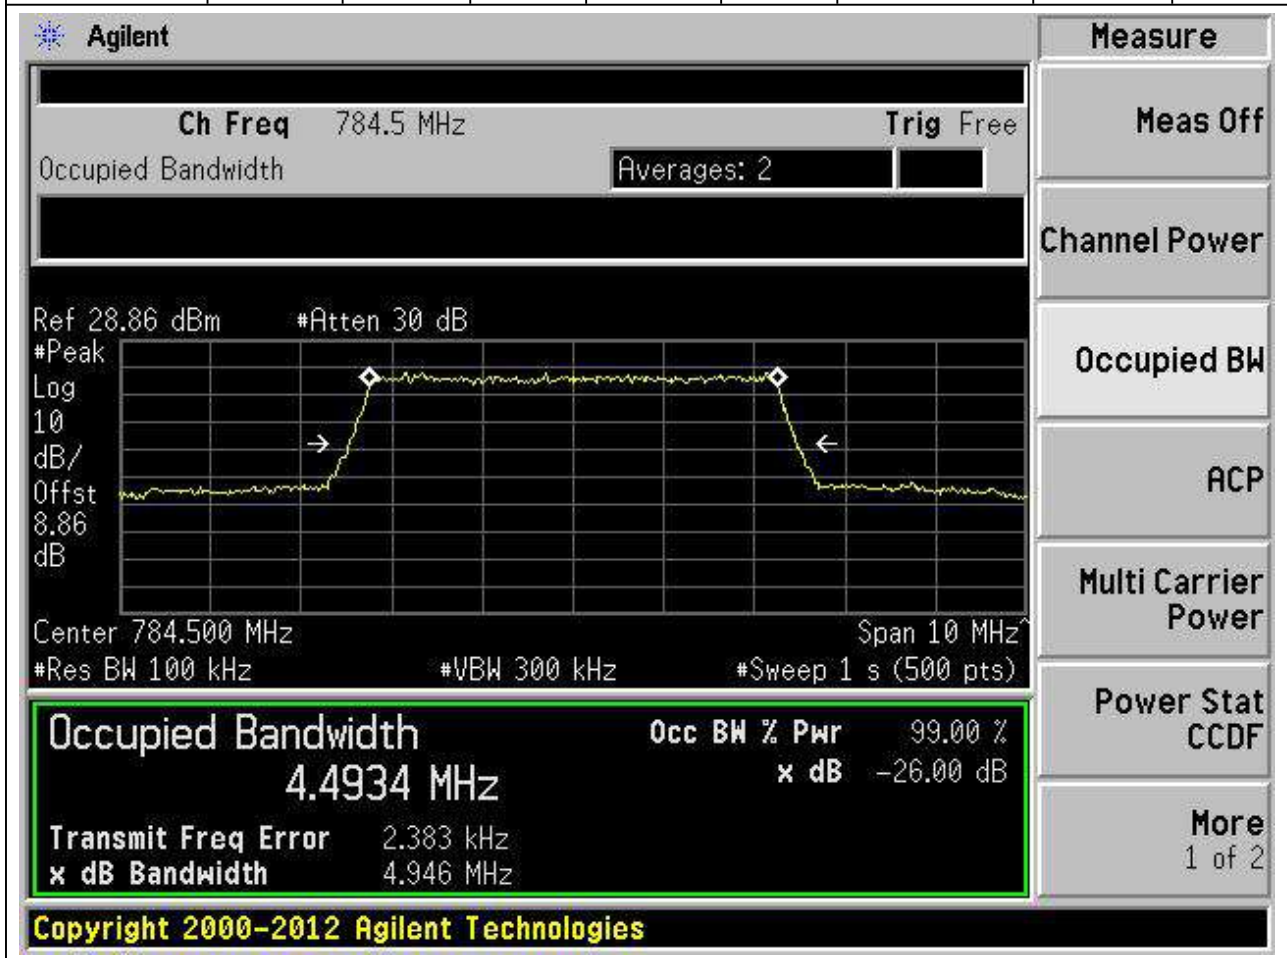 Agilent
Measure
Ch Freq 784.5 MHz Trig Free
Occupied Bandwidth Averages: 2
Meas Off
Channel Power
Occupied BW
ACP
Multi Carrier
Power
Power Stat
CCDF
More
1 of 2
Ref 28.86 dBm #Atten 30 dB
#Peak
Log
10
dB/
Offst
8.86
dB
Center 784.500 MHz Span 10 MHz^
#Res BW 100 kHz #VBW 300 kHz #Sweep 1 s (500 pts)
Occupied Bandwidth Occ BW % Pwr 99.00 %
4.4934 MHz x dB -26.00 dB
Transmit Freq Error 2.383 kHz
x dB Bandwidth 4.946 MHz
Copyright 2000-2012 Agilent Technologies